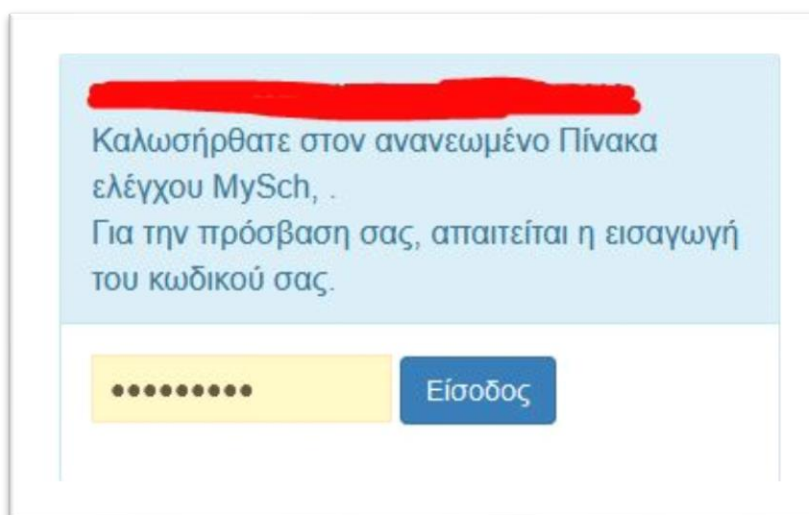 Καλωσήρθατε στον ανανεωμένο Πίνακα
ελέγχου MySch, .
Για την πρόσβαση σας, απαιτείται η εισαγωγή
του κωδικού σας.
••••••••• Είσοδος